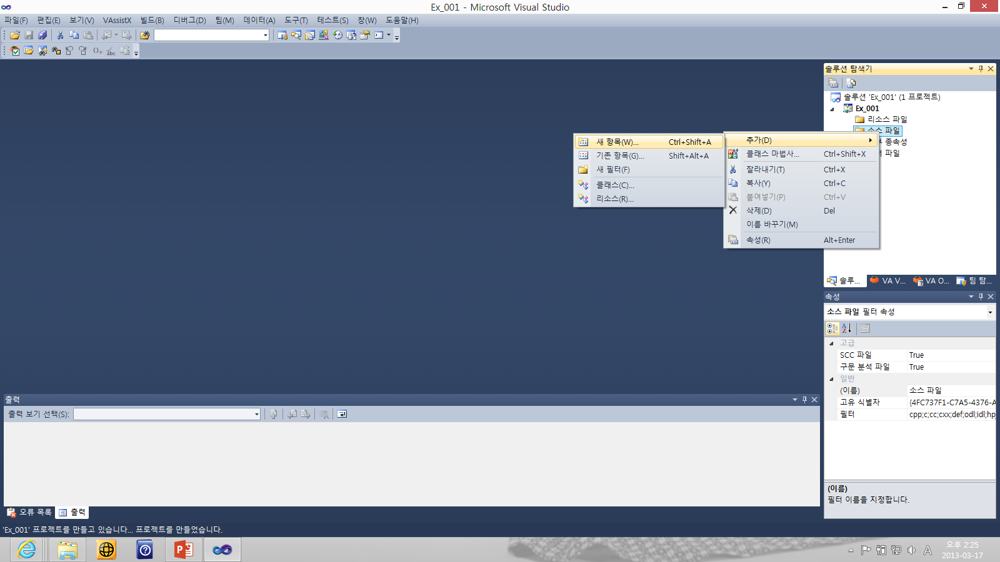 Ex_001 - Microsoft Visual Studio
파일(F) 편집(E) 보기(V) VAssistX 빌드(B) 디버그(D) 팀(M) 데이터(A) 도구(T) 테스트(S) 창(W) 도움말(H)
솔루션 탐색기
솔루션 'Ex_001' (1 프로젝트)
Ex_001
리소스 파일
소스 파일
종속성
파일
새 항목(W)... Ctrl+Shift+A
기존 항목(G)... Shift+Alt+A
새 필터(F)
클래스(C)...
리소스(R)...
추가(D)
클래스 마법사... Ctrl+Shift+X
잘라내기(T) Ctrl+X
복사(Y) Ctrl+C
붙여넣기(P) Ctrl+V
삭제(D) Del
이름 바꾸기(M)
속성(R) Alt+Enter
솔루... VA V... VA O... 팀 탐...
속성
소스 파일 필터 속성
고급
SCC 파일 True
구문 분석 파일 True
일반
(이름) 소스 파일
고유 식별자 {4FC737F1-C7A5-4376-A
필터 cpp;c;cc;cxx;def;odl;idl;hp
(이름)
필터 이름을 지정합니다.
출력
출력 보기 선택(S):
오류 목록 출력
'Ex_001' 프로젝트를 만들고 있습니다... 프로젝트를 만들었습니다.
A
오후 2:25
2013-03-17